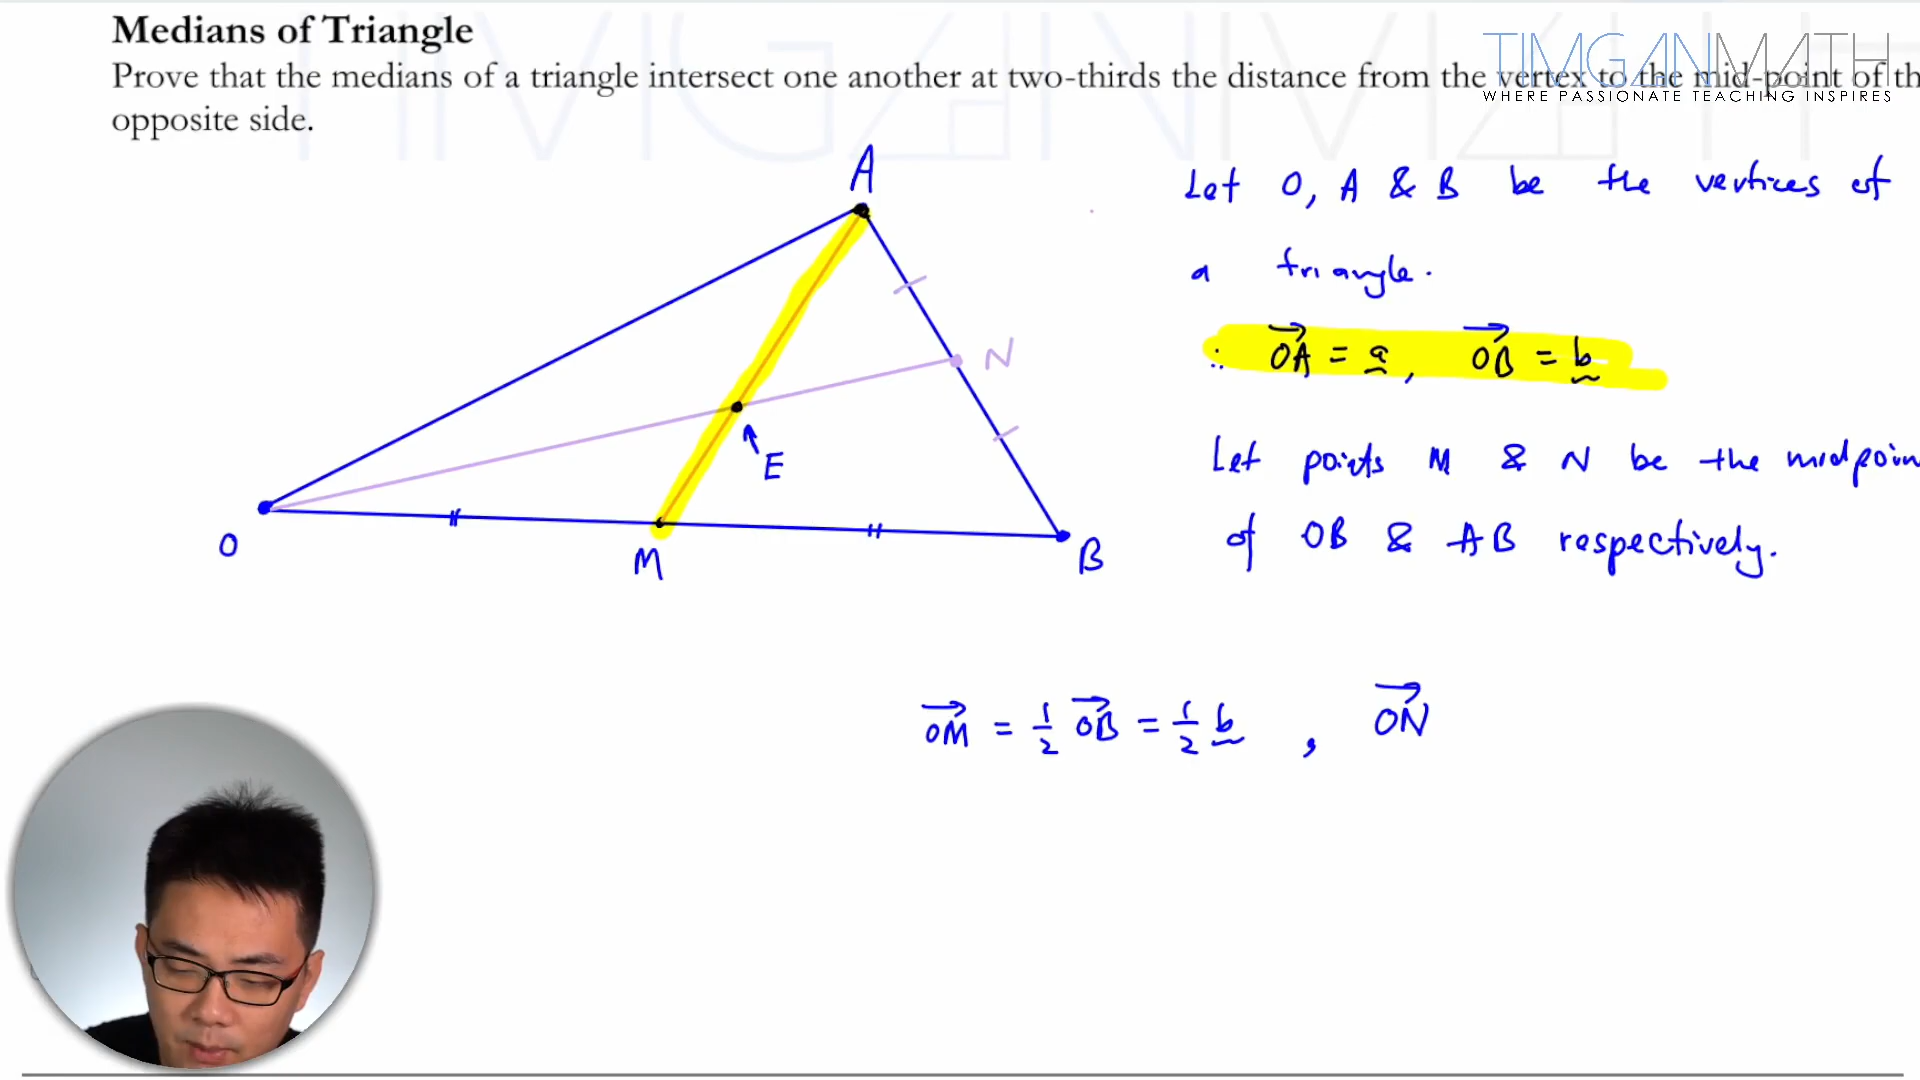 Medians of Triangle
TIMGANMATH
Prove that the medians of a triangle intersect one another at two-thirds the distance from the vertex to the mid-point of th
WHERE PASSIONATE TEACHING INSPIRES
opposite side.
A
Let O, A & B be the vertices of
a triangle.
∴ OA = a, OB = b
N
E
Let points M & N be the midpoin
of OB & AB respectively.
O
M
B
OM = 1/2 OB = 1/2 b , ON